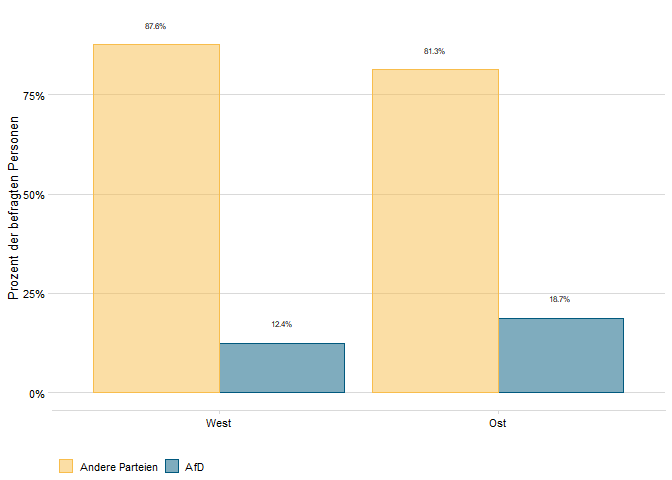 87.6%
81.3%
75%
50%
25%
0%
18.7%
12.4%
Prozent der befragten Personen
West
Ost
Andere Parteien
AfD